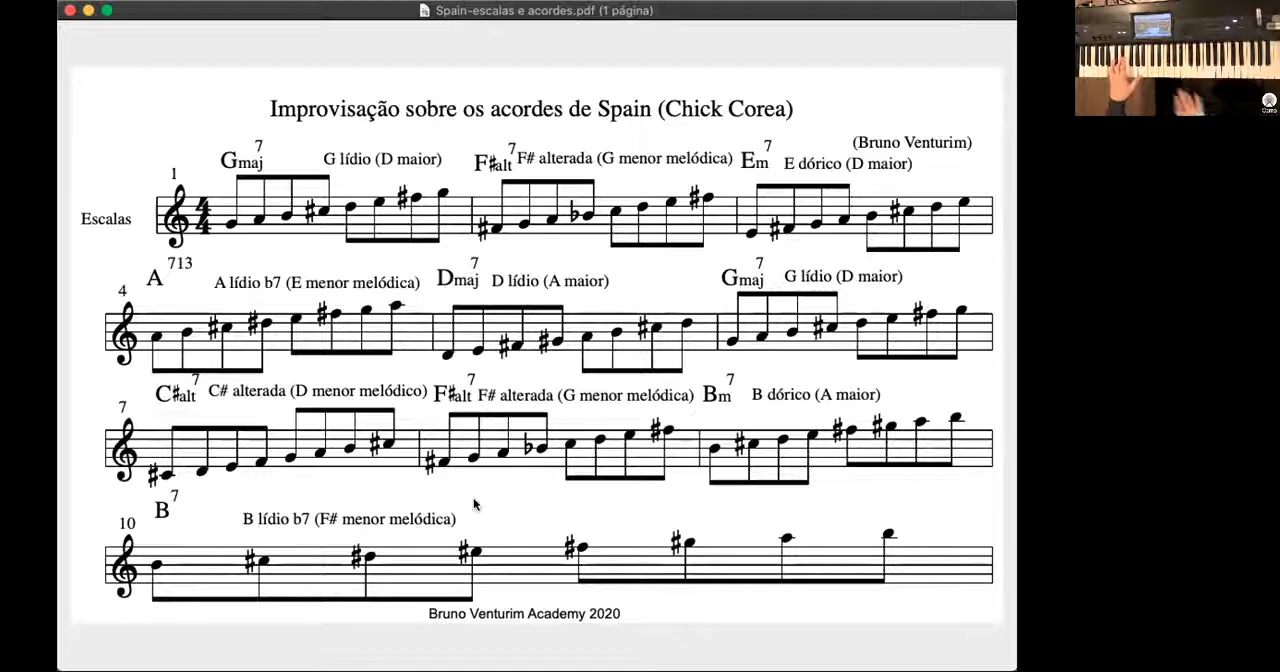 Spain-escalas e acordes.pdf (1 página)
Improvisação sobre os acordes de Spain (Chick Corea)
(Bruno Venturim)
1 Gmaj7 G lídio (D maior) F#alt7 F# alterada (G menor melódica) Em7 E dórico (D maior)
Escalas
4/4
4 A713 A lídio b7 (E menor melódica) Dmaj7 D lídio (A maior) Gmaj7 G lídio (D maior)
7 C#alt7 C# alterada (D menor melódico) F#alt7 F# alterada (G menor melódica) Bm7 B dórico (A maior)
10 B7 B lídio b7 (F# menor melódica)
Bruno Venturim Academy 2020